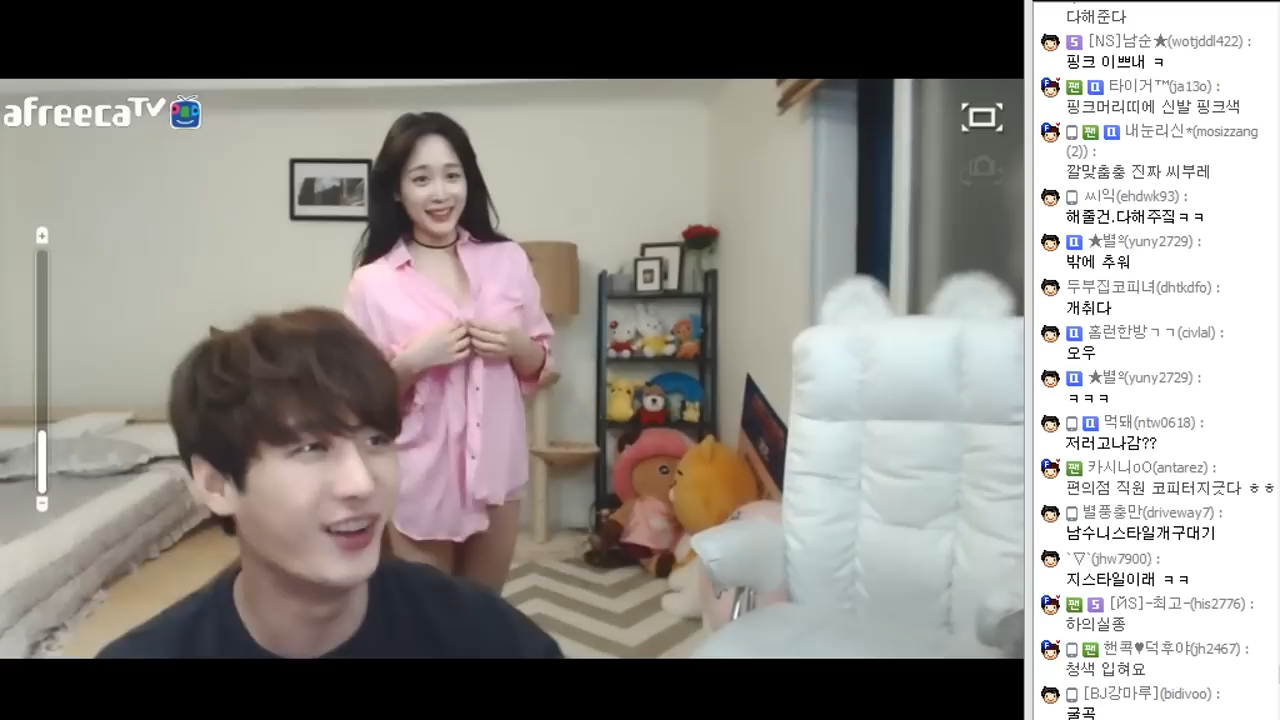 afreecaTV
다해준다
[NS]남순★(wotjddl422) :
핑크 이쁘내 ㅋ
타이거™(ja13o) :
핑크머리띠에 신발 핑크색
내눈리신*(mosizzang
(2)) :
깔맞춤충 진짜 씨부레
씨익(ehdwk93) :
해줄건.다해주짘ㅋㅋ
★별(yuny2729) :
밖에 추워
두부집코피녀(dhtkdfo) :
개취다
홈런한방ㄱㄱ(civlal) :
오우
★별(yuny2729) :
ㅋㅋㅋ
먹돼(ntw0618) :
저러고나감??
카시니oO(antarez) :
편의점 직원 코피터지긋다 ㅎㅎ
별풍충만(driveway7) :
남수니스타일개구대기
`▽`(jhw7900) :
지스타일이래 ㅋㅋ
[ЙS]-최고-(his2776) :
하의실종
핸콕♥덕후야(jh2467) :
청색 입혀요
[BJ강마루](bidivoo) :
굴곡